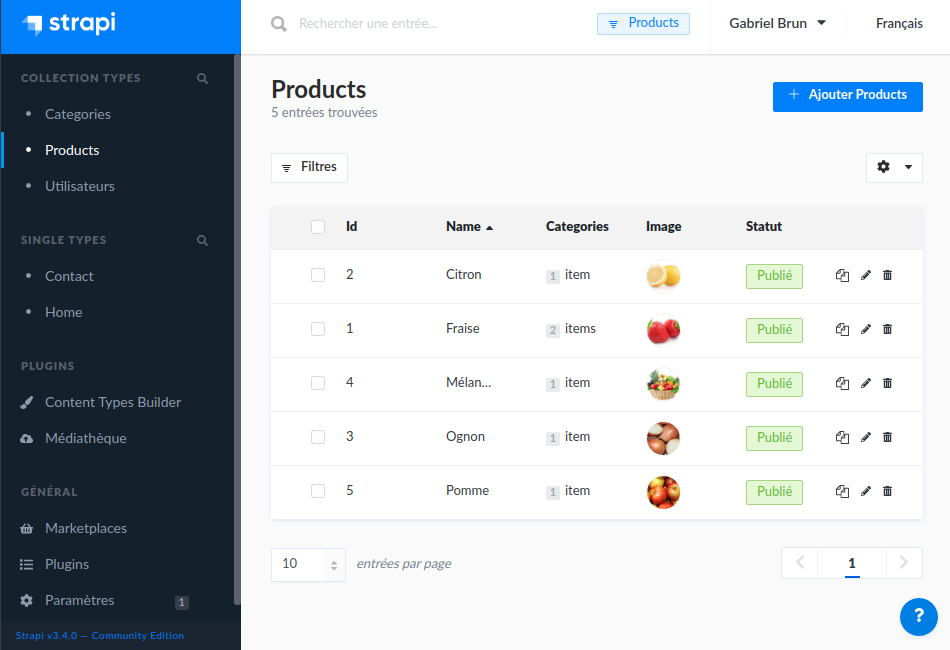 strapi
Rechercher une entrée...
Products
Gabriel Brun
Français
COLLECTION TYPES
Categories
Products
Utilisateurs
SINGLE TYPES
Contact
Home
PLUGINS
Content Types Builder
Médiathèque
GÉNÉRAL
Marketplaces
Plugins
Paramètres 1
Strapi v3.4.0 — Community Edition
Products
5 entrées trouvées
+ Ajouter Products
Filtres
Id Name Categories Image Statut
2 Citron 1 item Publié
1 Fraise 2 items Publié
4 Mélan... 1 item Publié
3 Ognon 1 item Publié
5 Pomme 1 item Publié
10 entrées par page
1
?